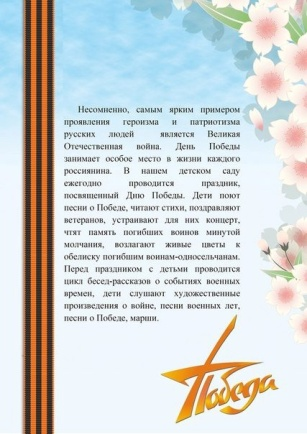 Несомненно, самым ярким примером
проявления героизма и патриотизма
русских людей является Великая
Отечественная война. День Победы
занимает особое место в жизни каждого
россиянина. В нашем детском саду
ежегодно проводится праздник,
посвященный Дню Победы. Дети поют
песни о Победе, читают стихи, поздравляют
ветеранов, устраивают для них концерт,
чтят память погибших воинов минутой
молчания, возлагают живые цветы к
обелиску погибшим воинам-односельчанам.
Перед праздником с детьми проводится
цикл бесед-рассказов о событиях военных
времен, дети слушают художественные
произведения о войне, песни военных лет,
песни о Победе, марши.
Победа